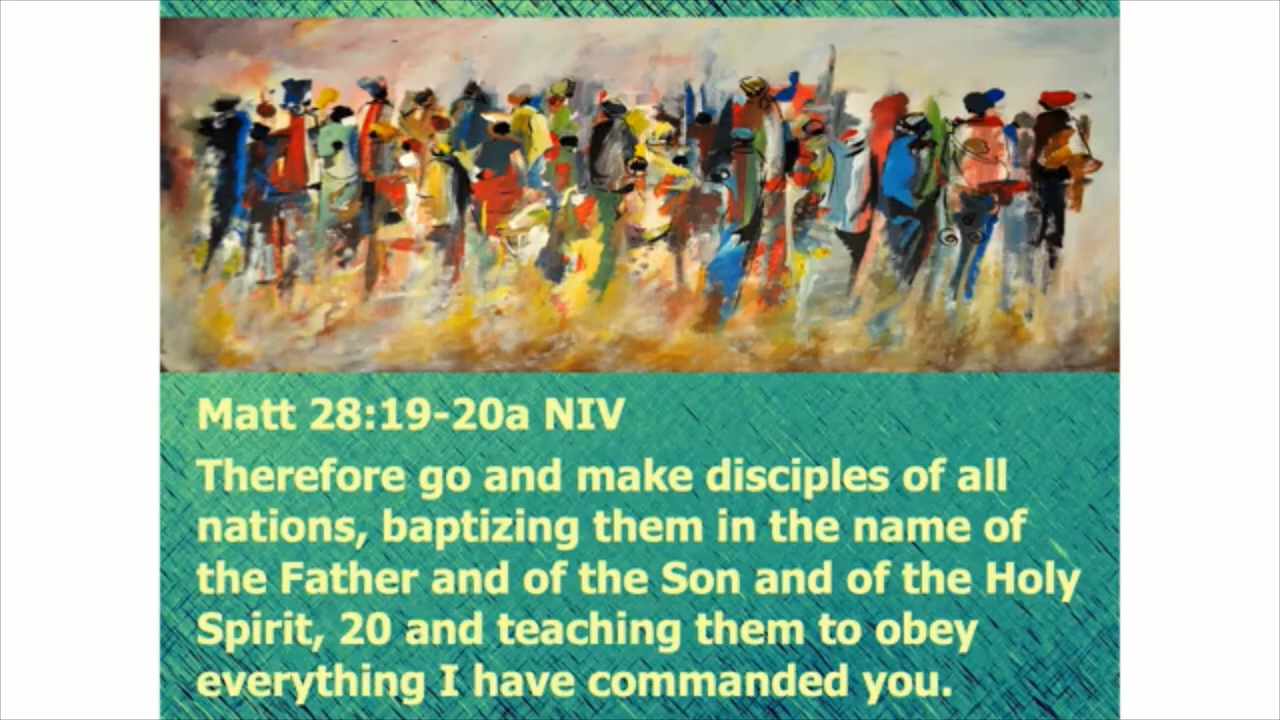 Matt 28:19-20a NIV
Therefore go and make disciples of all
nations, baptizing them in the name of
the Father and of the Son and of the Holy
Spirit, 20 and teaching them to obey
everything I have commanded you.